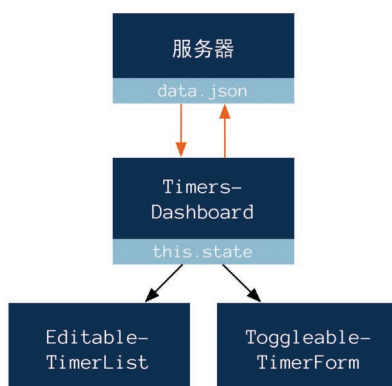 服务器
data.json
Timers-
Dashboard
this.state
Editable-
TimerList
Toggleable-
TimerForm